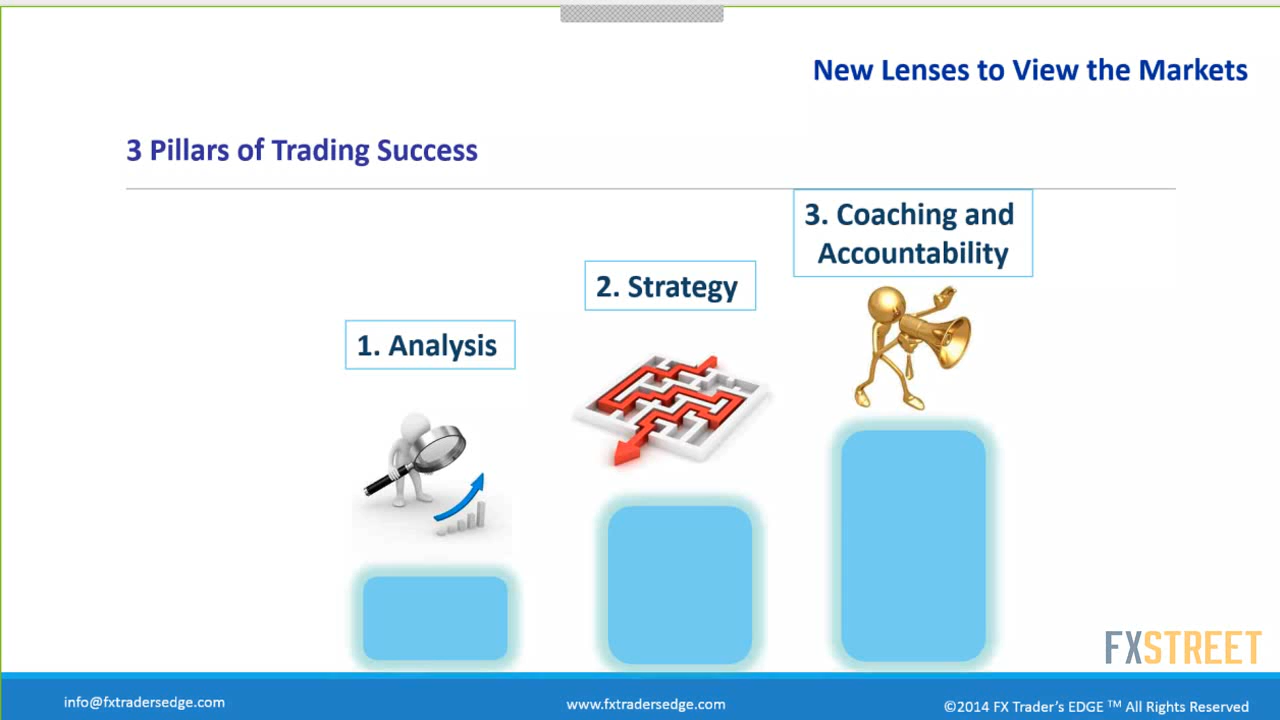 New Lenses to View the Markets
3 Pillars of Trading Success
3. Coaching and
Accountability
2. Strategy
1. Analysis
FXSTREET
info@fxtradersedge.com
www.fxtradersedge.com
©2014 FX Trader’s EDGE ™ All Rights Reserved